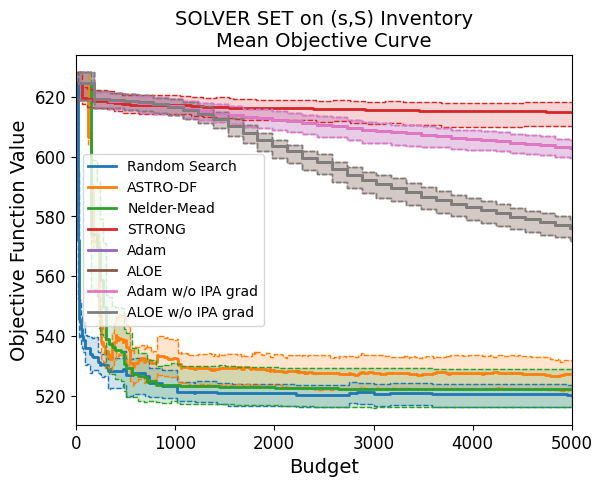 SOLVER SET on (s,S) Inventory
Mean Objective Curve
Objective Function Value
620
600
580
560
540
520
Random Search
ASTRO-DF
Nelder-Mead
STRONG
Adam
ALOE
Adam w/o IPA grad
ALOE w/o IPA grad
0 1000 2000 3000 4000 5000
Budget